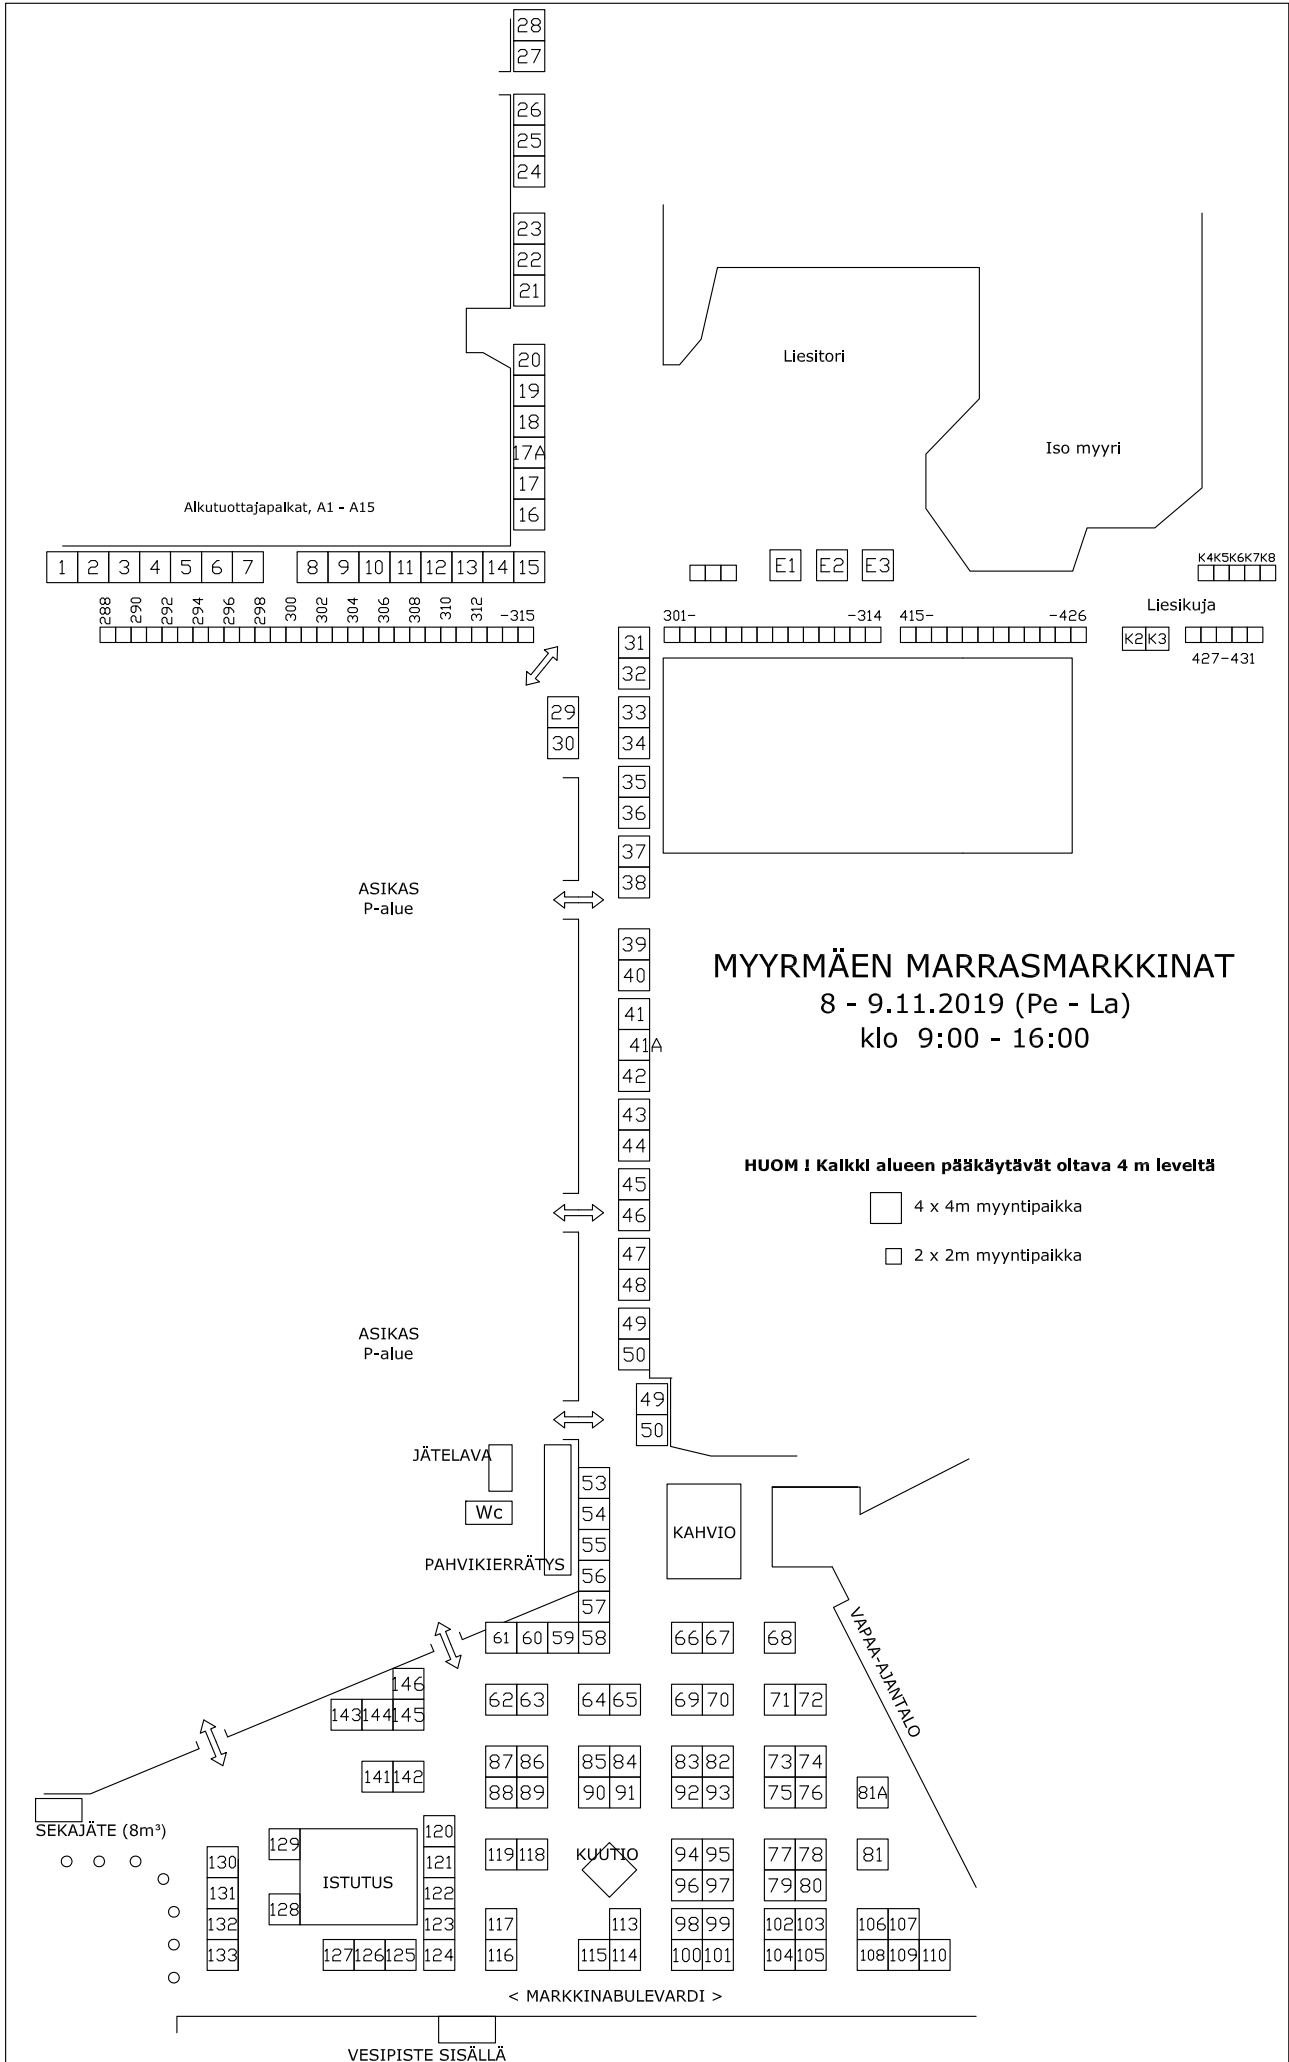 28
27
26
25
24
23
22
21
20
19
18
17A
17
16
Liesitori
Iso myyri
Alkutuottajapaikat, A1 - A15
1 2 3 4 5 6 7 8 9 10 11 12 13 14 15
E1 E2 E3
K4K5K6K7K8
288 290 292 294 296 298 300 302 304 306 308 310 312 -315
301- -314 415- -426
Liesikuja
K2 K3
427-431
31
32
29 33
30 34
35
36
37
38
ASIKAS
P-alue
39
40
MYYRMÄEN MARRASMARKKINAT
8 - 9.11.2019 (Pe - La)
klo 9:00 - 16:00
41
41A
42
43
44
HUOM ! Kaikki alueen pääkäytävät oltava 4 m leveitä
45
46
4 x 4m myyntipaikka
47
2 x 2m myyntipaikka
48
49
50
ASIKAS
P-alue
49
50
JÄTELAVA
53
Wc
54
KAHVIO
55
PAHVIKIERRÄTYS
56
57
VAPAA-AJANTALO
61 60 59 58 66 67 68
146
62 63 64 65 69 70 71 72
143 144 145
87 86 85 84 83 82 73 74
141 142
88 89 90 91 92 93 75 76 81A
SEKAJÄTE (8m³)
120
129
119 118 KUUTIO 94 95 77 78 81
130 121
ISTUTUS
131 122 96 97 79 80
128
132 123 117 113 98 99 102 103 106 107
133 127 126 125 124 116 115 114 100 101 104 105 108 109 110
< MARKKINABULEVARDI >
VESIPISTE SISÄLLÄ